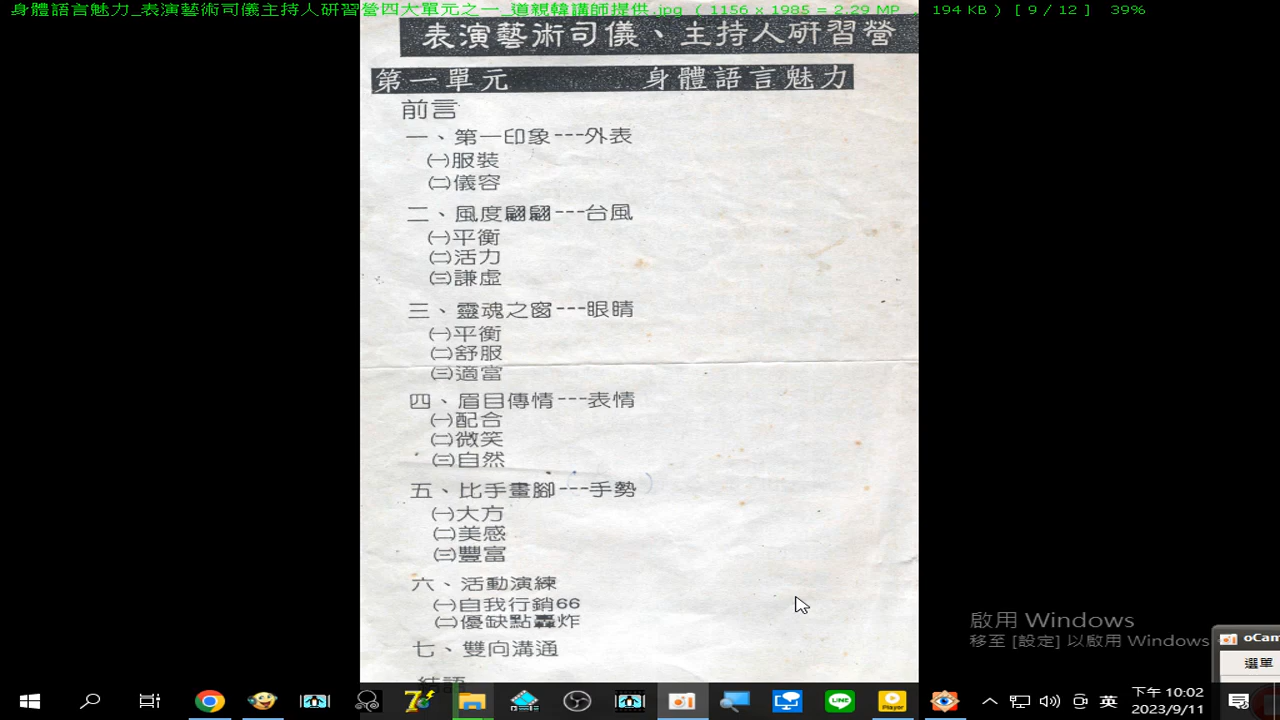 身體語言魅力_表演藝術司儀主持人研習營四大單元之一_道親韓講師提供.jpg ( 1156 x 1985 = 2.29 MP , 194 KB ) [ 9 / 12 ] 39%
表演藝術司儀、主持人研習營
第一單元 身體語言魅力
前言
一、第一印象---外表
㈠服裝
㈡儀容
二、風度翩翩---台風
㈠平衡
㈡活力
㈢謙虛
三、靈魂之窗---眼睛
㈠平衡
㈡舒服
㈢適當
四、眉目傳情---表情
㈠配合
㈡微笑
㈢自然
五、比手畫腳---手勢
㈠大方
㈡美感
㈢豐富
六、活動演練
㈠自我行銷66
㈡優缺點轟炸
七、雙向溝通
結語
啟用 Windows
移至 [設定] 以啟用 Windows
oCam
選單
Player
LINE
英
下午 10:02
2023/9/11